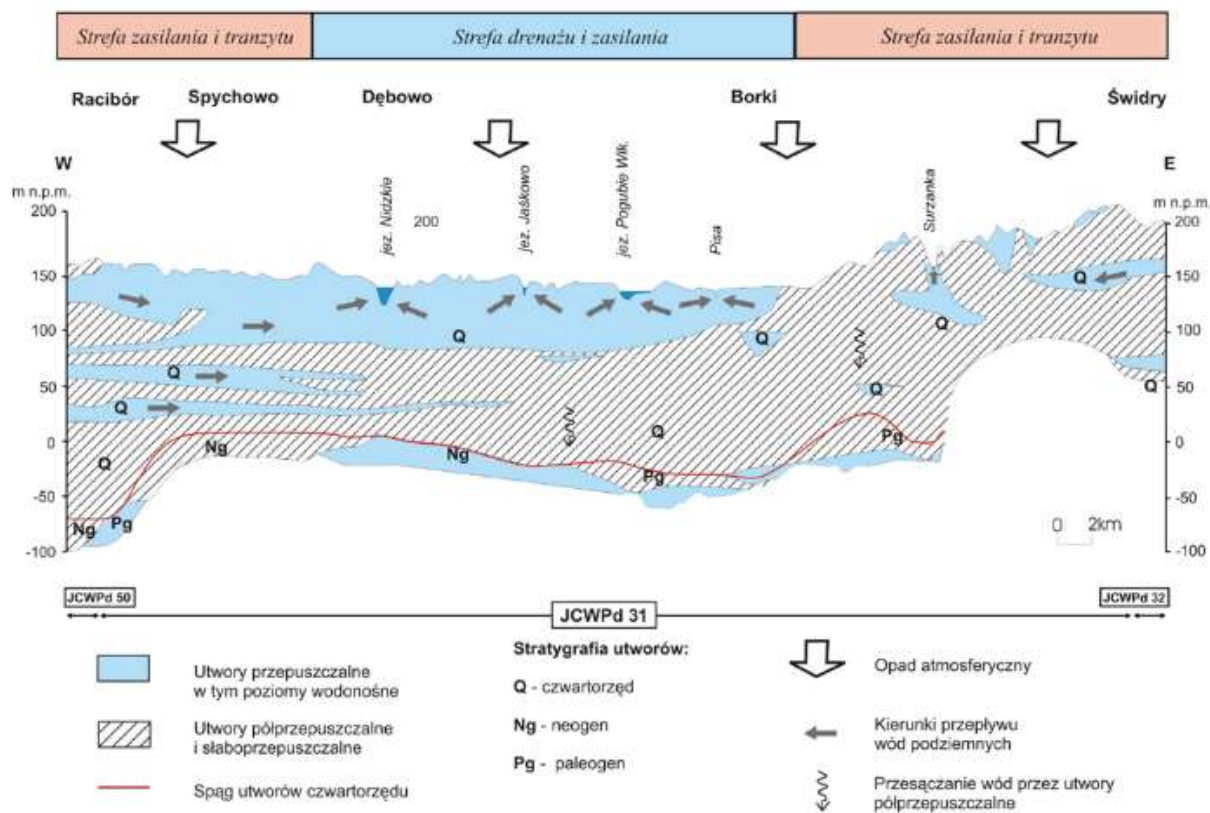 Strefa zasilania i tranzytu
Strefa drenażu i zasilania
Strefa zasilania i tranzytu
Racibór
Spychowo
Dębowo
Borki
Świdry
W
E
m n.p.m.
m n.p.m.
jez. Nidzkie
200
jez. Jaśkowo
jez. Pogubie Wlk.
Pisa
Surzanka
200
150
100
50
0
-50
-100
200
150
100
50
0
-50
-100
Q
Q
Q
Q
Q
Q
Q
Q
Q
Q
Q
Ng
Ng
Ng
Pg
Pg
Pg
0 2km
JCWPd 50
JCWPd 31
JCWPd 32
Utwory przepuszczalne
w tym poziomy wodonośne
Utwory półprzepuszczalne
i słaboprzepuszczalne
Spąg utworów czwartorzędu
Stratygrafia utworów:
Q - czwartorzęd
Ng - neogen
Pg - paleogen
Opad atmosferyczny
Kierunki przepływu
wód podziemnych
Przesączanie wód przez utwory
półprzepuszczalne